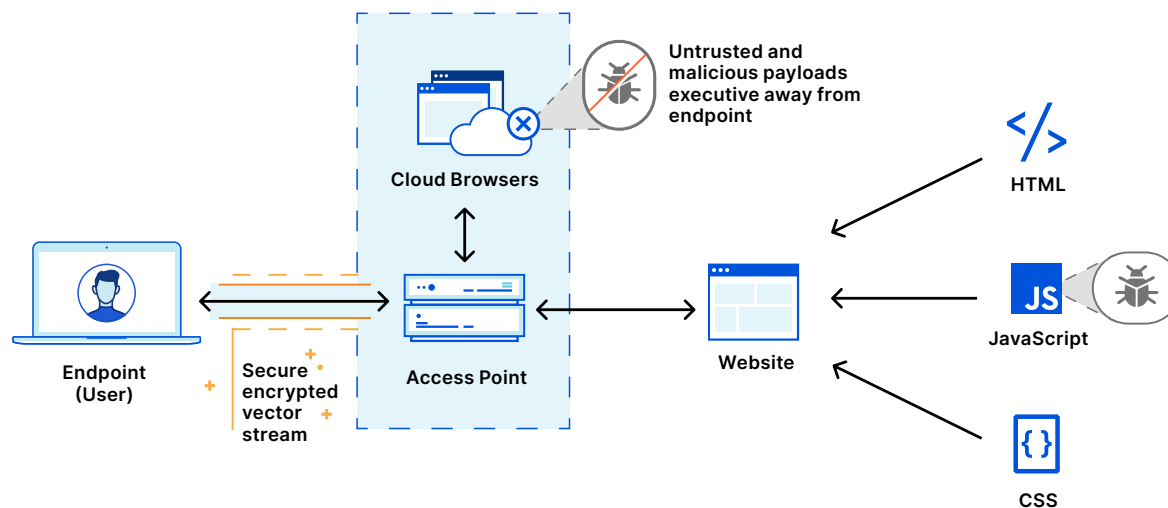 Untrusted and
malicious payloads
executive away from
endpoint
Cloud Browsers
</>
HTML
JS
JavaScript
Endpoint
(User)
Secure
encrypted
vector
stream
Access Point
Website
{ }
CSS